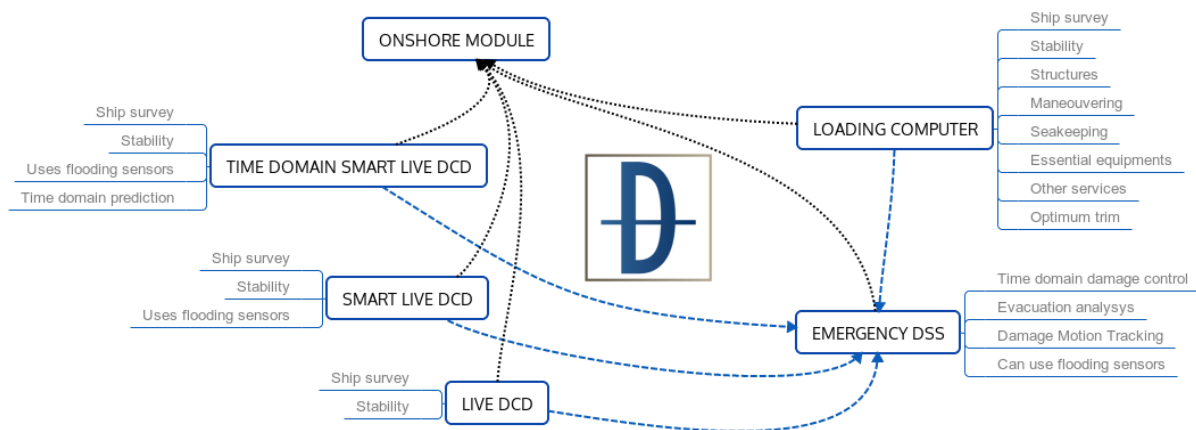 ONSHORE MODULE
Ship survey
Stability
Uses flooding sensors
Time domain prediction
TIME DOMAIN SMART LIVE DCD
Ship survey
Stability
Uses flooding sensors
SMART LIVE DCD
Ship survey
Stability
LIVE DCD
D
LOADING COMPUTER
Ship survey
Stability
Structures
Maneouvering
Seakeeping
Essential equipments
Other services
Optimum trim
EMERGENCY DSS
Time domain damage control
Evacuation analysys
Damage Motion Tracking
Can use flooding sensors